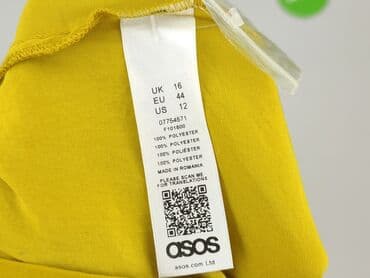 UK 16
EU 44
US 12
07754571
F101600
100% POLYESTER
100% POLYESTER
100% POLIÉSTER
100% POLYESTER
MADE IN ROMANIA
PLEASE SCAN ME
FOR TRANSLATIONS
asos
asos.com Ltd